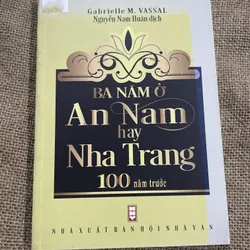 Gabrielle M. VASSAL
Nguyễn Nam Huân dịch
BA NĂM Ở
An Nam
hay
Nha Trang
100 năm trước
NHÀ XUẤT BẢN HỘI NHÀ VĂN